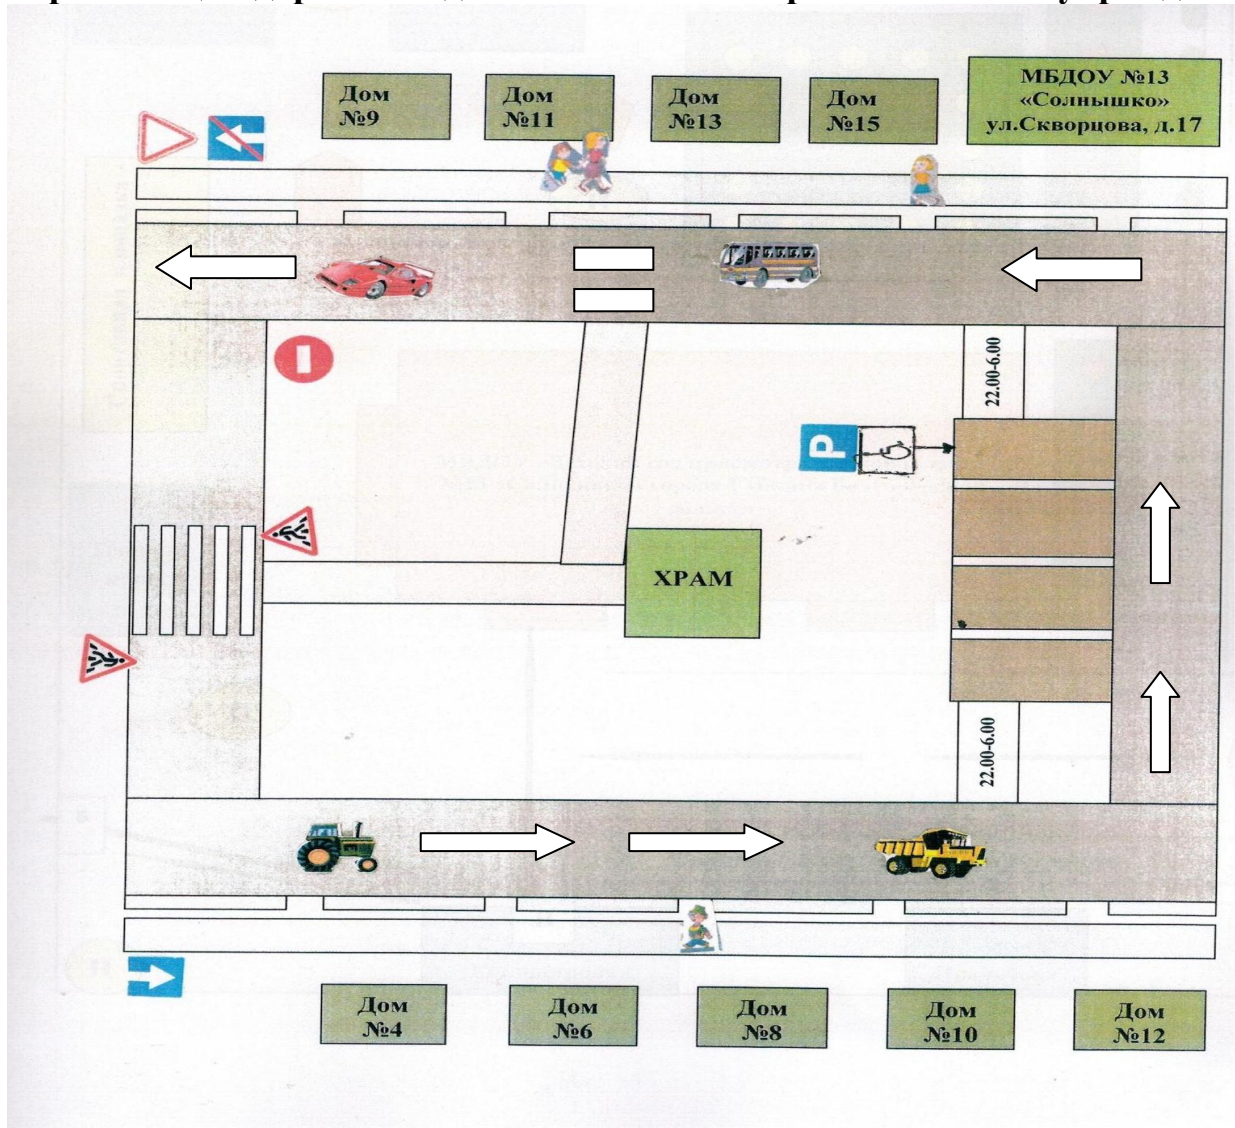 Дом
№9
Дом
№11
Дом
№13
Дом
№15
МБДОУ №13
«Солнышко»
ул.Скворцова, д.17
22.00-6.00
P
ХРАМ
22.00-6.00
Дом
№4
Дом
№6
Дом
№8
Дом
№10
Дом
№12